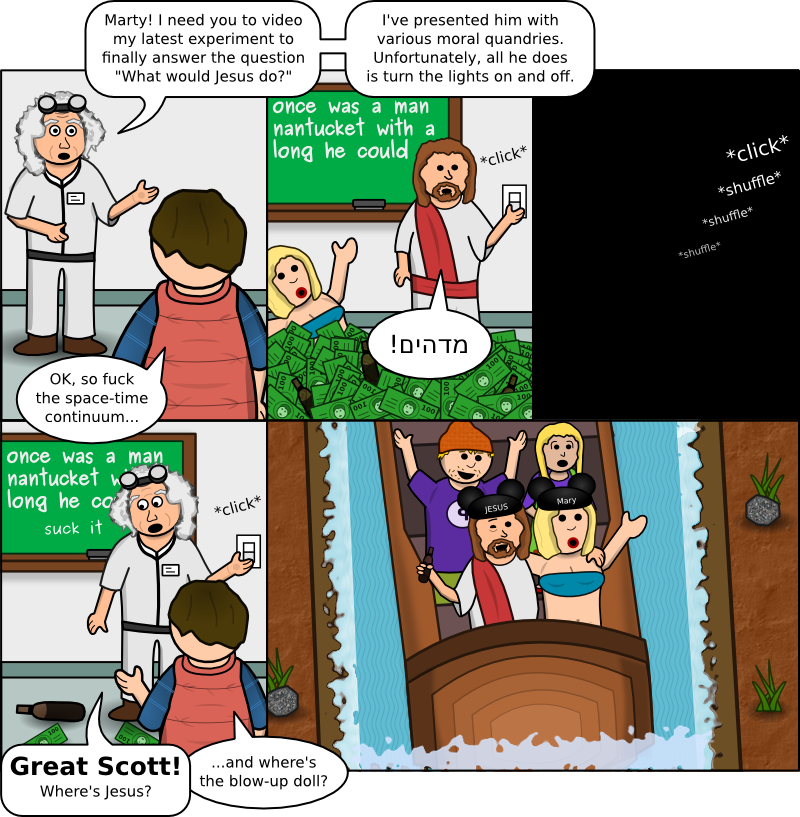 Marty! I need you to video
my latest experiment to
finally answer the question
"What would Jesus do?"
I've presented him with
various moral quandries.
Unfortunately, all he does
is turn the lights on and off.
OK, so fuck
the space-time
continuum...
once was a man
nantucket with a
long he could
*click*
!מדהים
100
100
100
100
*click*
*shuffle*
*shuffle*
*shuffle*
once was a man
nantucket w
long he co
suck it
*click*
Great Scott!
Where's Jesus?
...and where's
the blow-up doll?
JESUS
Mary